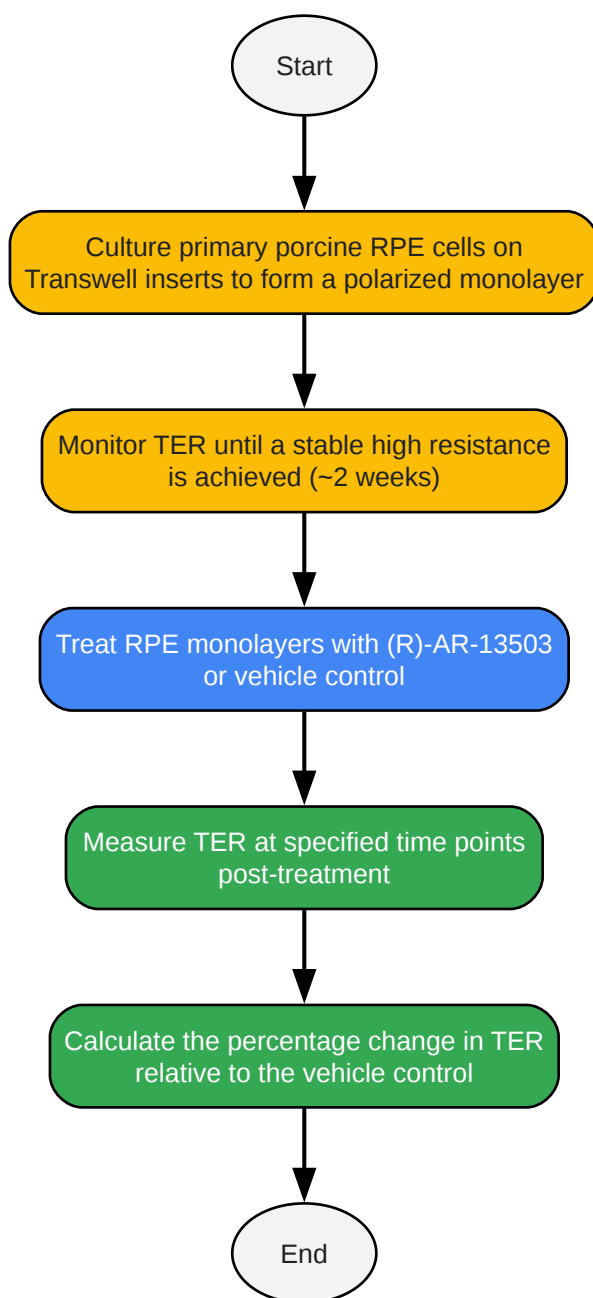 Start
Culture primary porcine RPE cells on
Transwell inserts to form a polarized monolayer
Monitor TER until a stable high resistance
is achieved (~2 weeks)
Treat RPE monolayers with (R)-AR-13503
or vehicle control
Measure TER at specified time points
post-treatment
Calculate the percentage change in TER
relative to the vehicle control
End